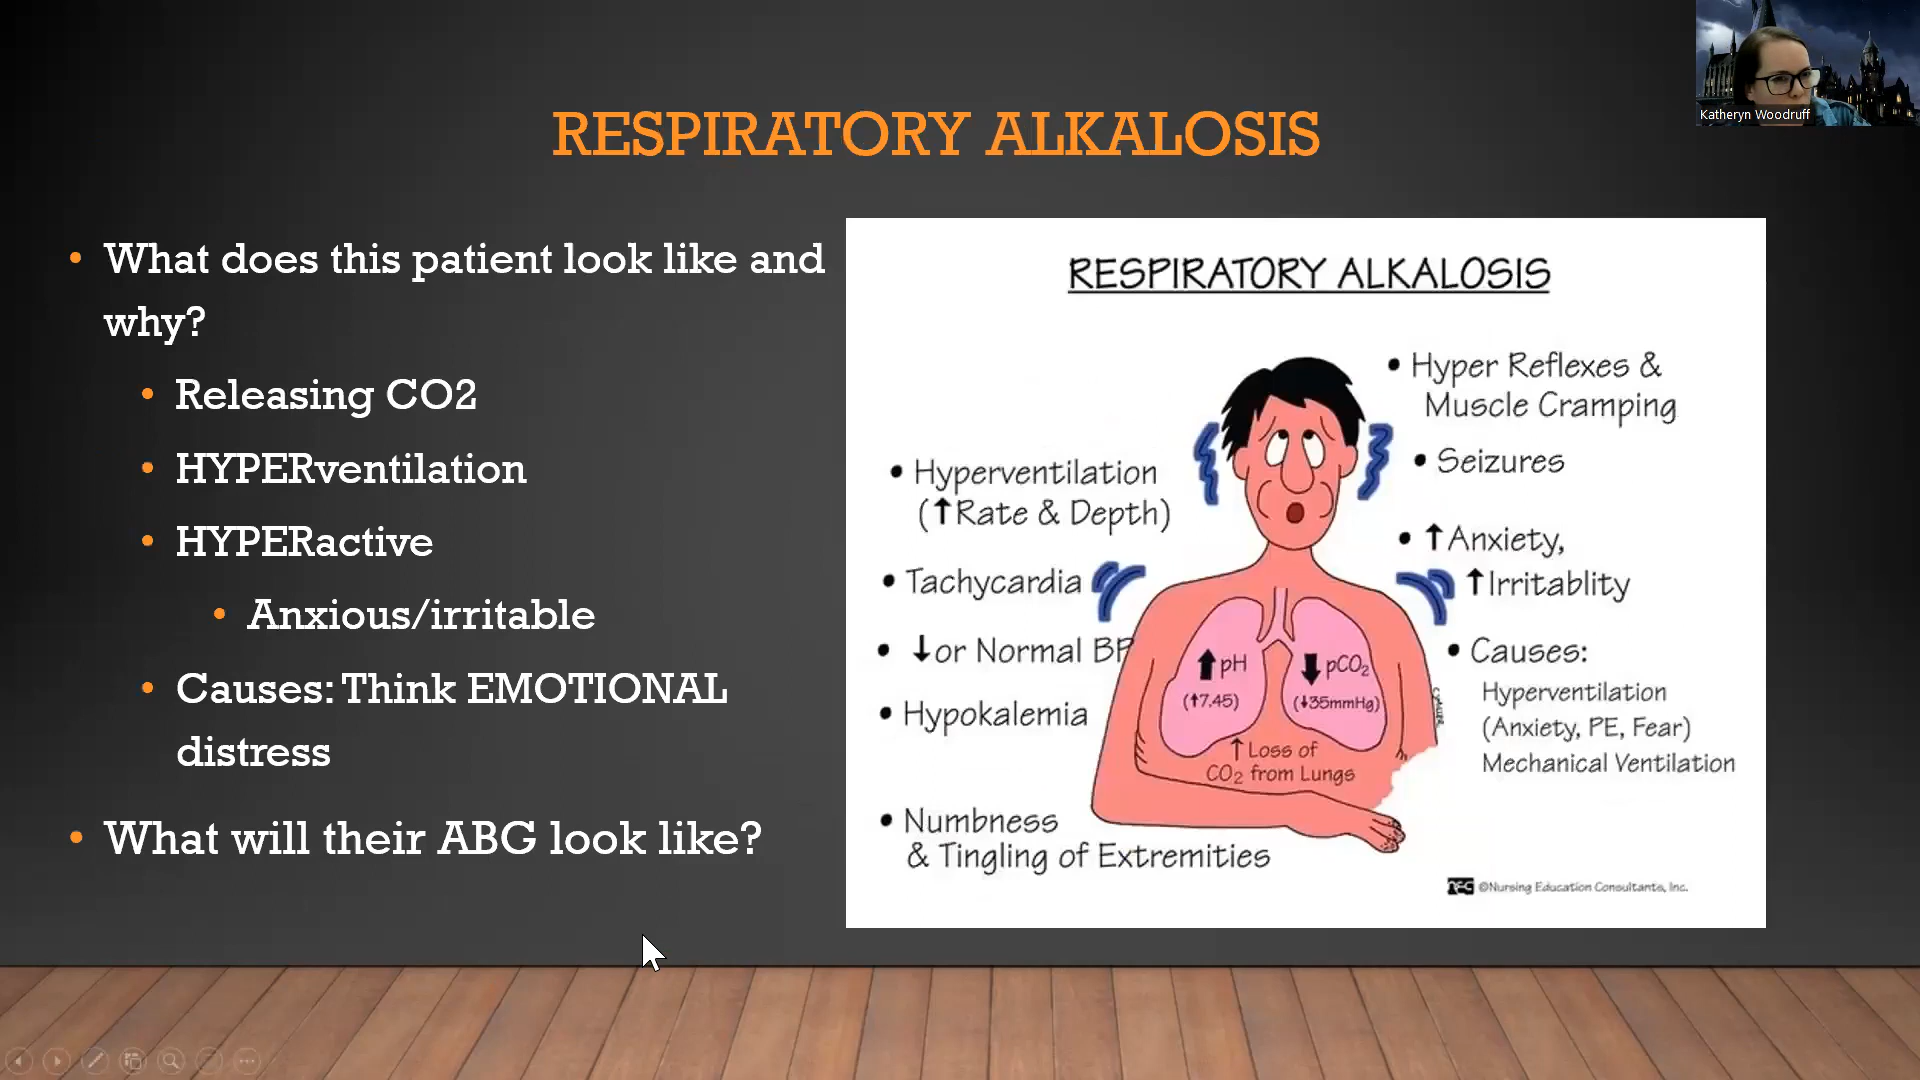 Katheryn Woodruff
RESPIRATORY ALKALOSIS
• What does this patient look like and
why?
• Releasing CO2
• HYPERventilation
• HYPERactive
• Anxious/irritable
• Causes: Think EMOTIONAL
distress
• What will their ABG look like?
RESPIRATORY ALKALOSIS
• Hyperventilation
(↑Rate & Depth)
• Tachycardia
• ↓or Normal BP
• Hypokalemia
• Numbness
& Tingling of Extremities
↑pH
(↑7.45)
↓pCO₂
(↓35mmHg)
↑ Loss of
CO₂ from Lungs
• Hyper Reflexes &
Muscle Cramping
• Seizures
• ↑Anxiety,
↑Irritablity
• Causes:
Hyperventilation
(Anxiety, PE, Fear)
Mechanical Ventilation
©Nursing Education Consultants, Inc.